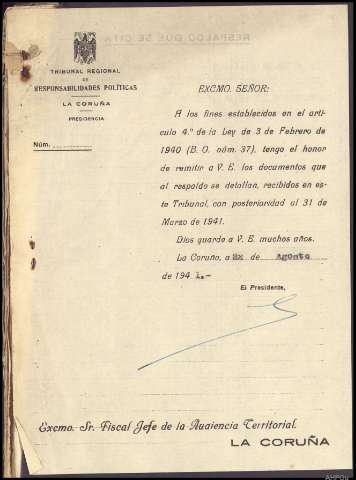 TRIBUNAL REGIONAL
DE
RESPONSABILIDADES POLÍTICAS
LA CORUÑA
PRESIDENCIA
Núm.
EXCMO. SEÑOR:
A los fines establecidos en el artí-
culo 4.º de la Ley de 3 de Febrero de
1940 (B. O. núm. 37), tengo el honor
de remitir a V. E. los documentos que
al respaldo se detallan, recibidos en es-
te Tribunal, con posterioridad al 31 de
Marzo de 1941.
Dios guarde a V. E. muchos años.
La Coruña, a 22 de Agosto
de 194 1.-
El Presidente,
Excmo. Sr. Fiscal Jefe de la Audiencia Territorial.
LA CORUÑA
RESPALDO QUE SE CITA